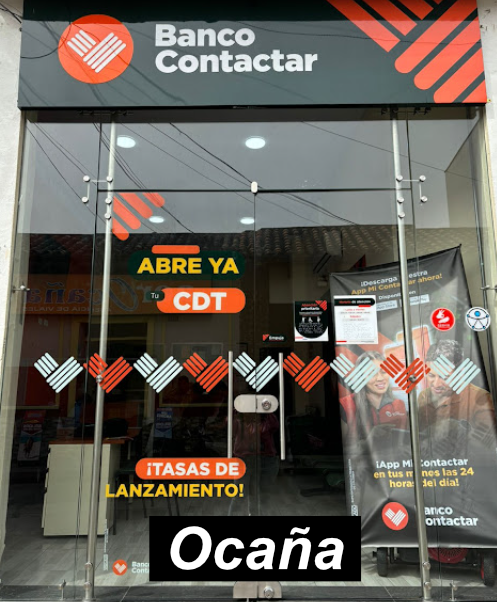 Banco
Contactar
ABRE YA
Tu CDT
¡TASAS DE
LANZAMIENTO!
¡Descarga nuestra
App Mi Contactar ahora!
¡App Mi Contactar
en tus manos las 24
horas del día!
Banco
Contactar
Banco
Ocaña